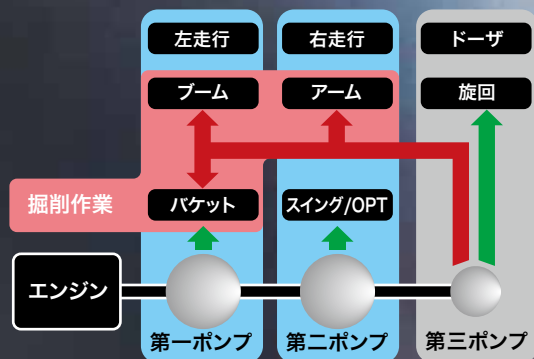 左走行
右走行
ドーザ
ブーム
アーム
旋回
掘削作業
バケット
スイング/OPT
エンジン
第一ポンプ
第二ポンプ
第三ポンプ